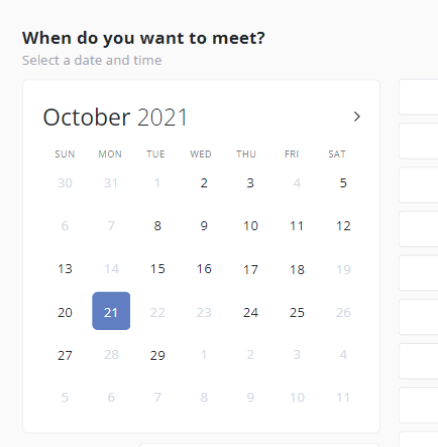 When do you want to meet?
Select a date and time
October 2021 >
SUN MON TUE WED THU FRI SAT
30 31 1 2 3 4 5
6 7 8 9 10 11 12
13 14 15 16 17 18 19
20 21 22 23 24 25 26
27 28 29 1 2 3 4
5 6 7 8 9 10 11